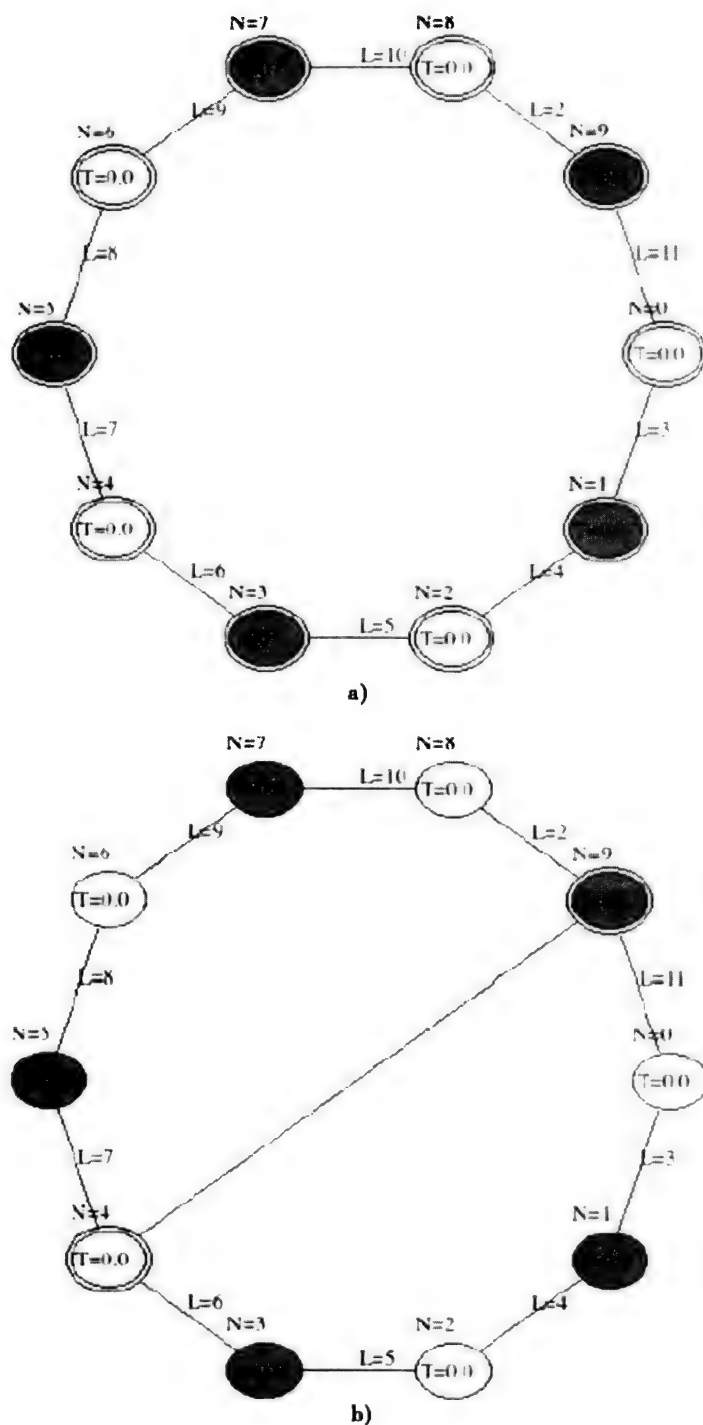 N=7 N=8
L=10 T=0.0
L=9 L=2
N=6 N=9
T=0.0
L=8 L=11
N=5 N=0
T=0.0
L=7 L=3
N=4 N=1
T=0.0
L=6 L=4
N=3 N=2
L=5 T=0.0
a)
N=7 N=8
L=10 T=0.0
L=9 L=2
N=6 N=9
T=0.0
L=8 L=11
N=5 N=0
T=0.0
L=7 L=3
N=4 N=1
T=0.0
L=6 L=4
N=3 N=2
L=5 T=0.0
b)